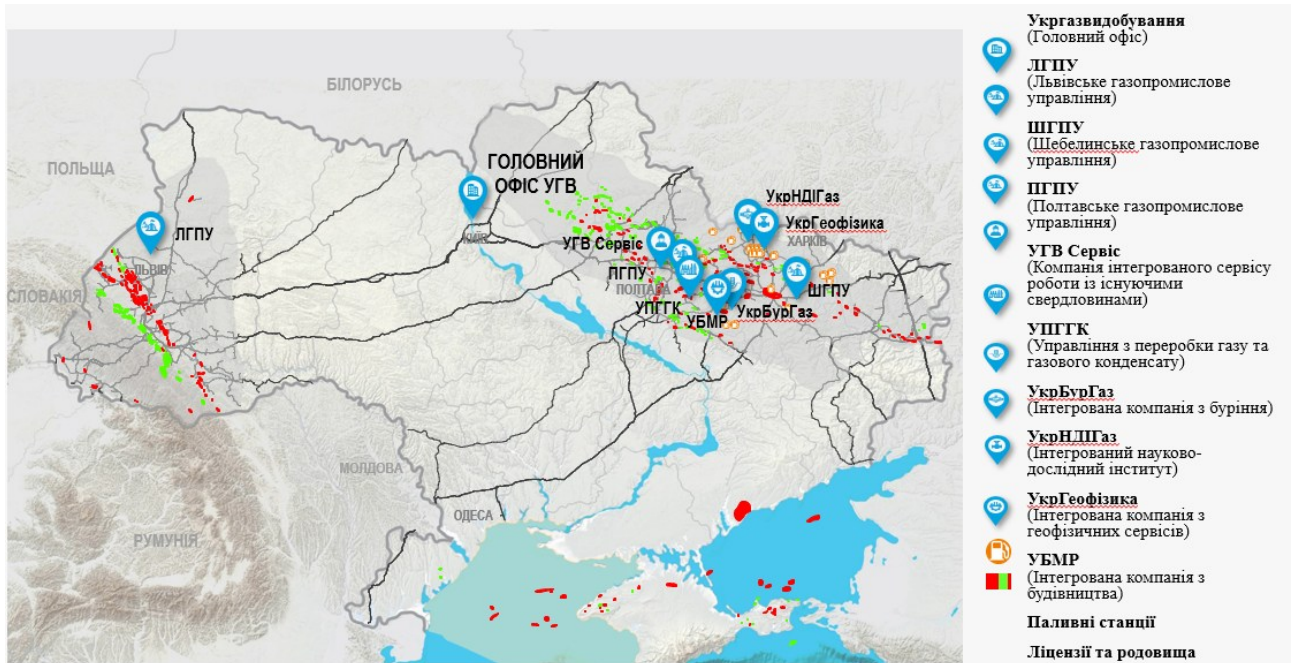 БІЛОРУСЬ
ПОЛЬЩА
ГОЛОВНИЙ
ОФІС УГВ
УкрНДІГаз
УкрГеофізика
ЛГПУ
КИЇВ
УГВ Сервіс
ХАРКІВ
ЛЬВІВ
ПГПУ
СЛОВАКІЯ
ПОЛТАВА
ШГПУ
УПГГК
УБМР
УкрБурГаз
МОЛДОВА
ОДЕСА
РУМУНІЯ
Укргазвидобування
(Головний офіс)
ЛГПУ
(Львівське газопромислове
управління)
ШГПУ
(Шебелинське газопромислове
управління)
ПГПУ
(Полтавське газопромислове
управління)
УГВ Сервіс
(Компанія інтегрованого сервісу
роботи із існуючими
свердловинами)
УПГГК
(Управління з переробки газу та
газового конденсату)
УкрБурГаз
(Інтегрована компанія з буріння)
УкрНДІГаз
(Інтегрований науково-
дослідний інститут)
УкрГеофізика
(Інтегрована компанія з
геофізичних сервісів)
УБМР
(Інтегрована компанія з
будівництва)
Паливні станції
Ліцензії та родовища